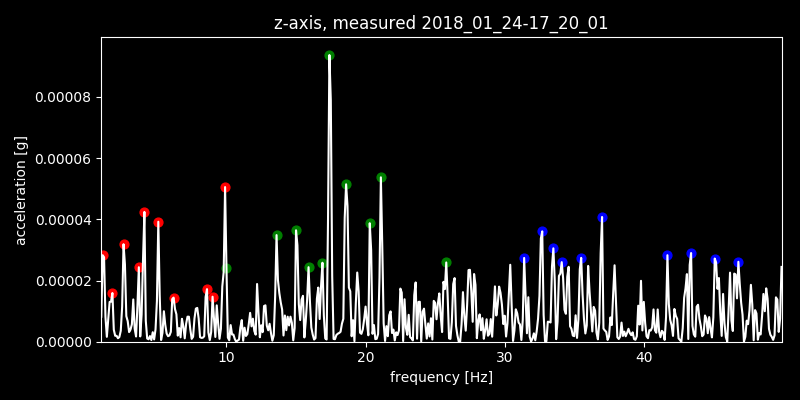 z-axis, measured 2018_01_24-17_20_01
acceleration [g]
0.00008
0.00006
0.00004
0.00002
0.00000
10 20 30 40
frequency [Hz]